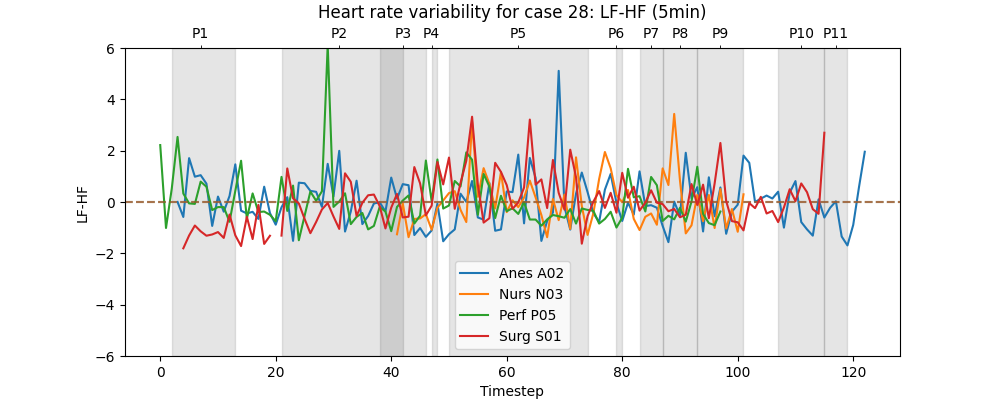 Heart rate variability for case 28: LF-HF (5min)
P1 P2 P3 P4 P5 P6 P7 P8 P9 P10 P11
6
4
2
0
−2
−4
−6
LF-HF
Anes A02
Nurs N03
Perf P05
Surg S01
0 20 40 60 80 100 120
Timestep